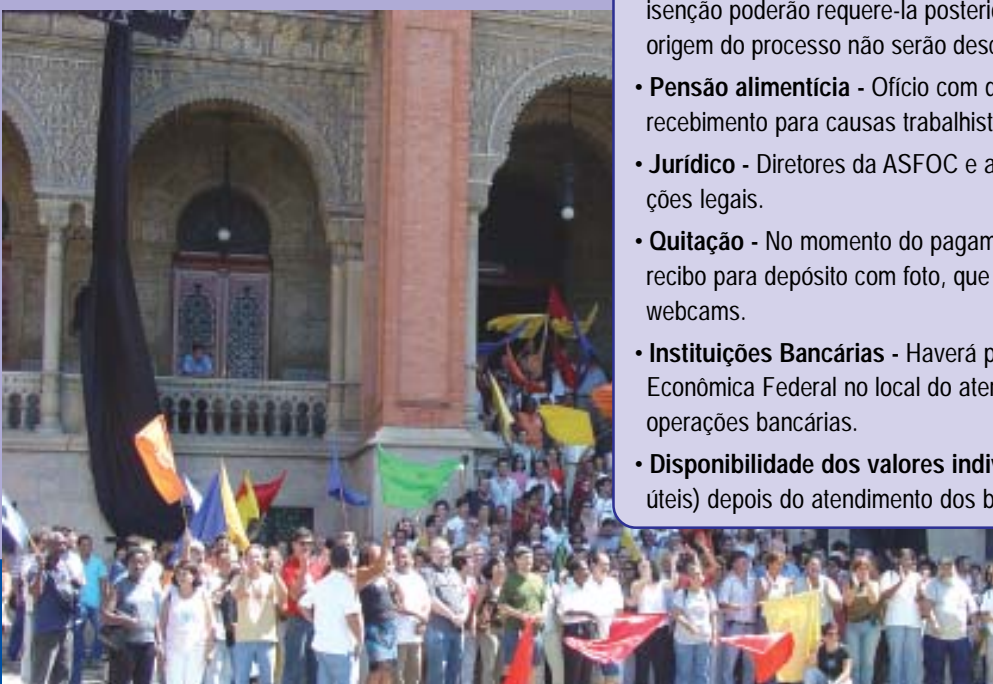 isenção poderão requere-la posterio
origem do processo não serão desc
• Pensão alimentícia - Ofício com d
recebimento para causas trabalhist
• Jurídico - Diretores da ASFOC e a
ções legais.
• Quitação - No momento do pagam
recibo para depósito com foto, que
webcams.
• Instituições Bancárias - Haverá p
Econômica Federal no local do aten
operações bancárias.
• Disponibilidade dos valores indiv
úteis) depois do atendimento dos b